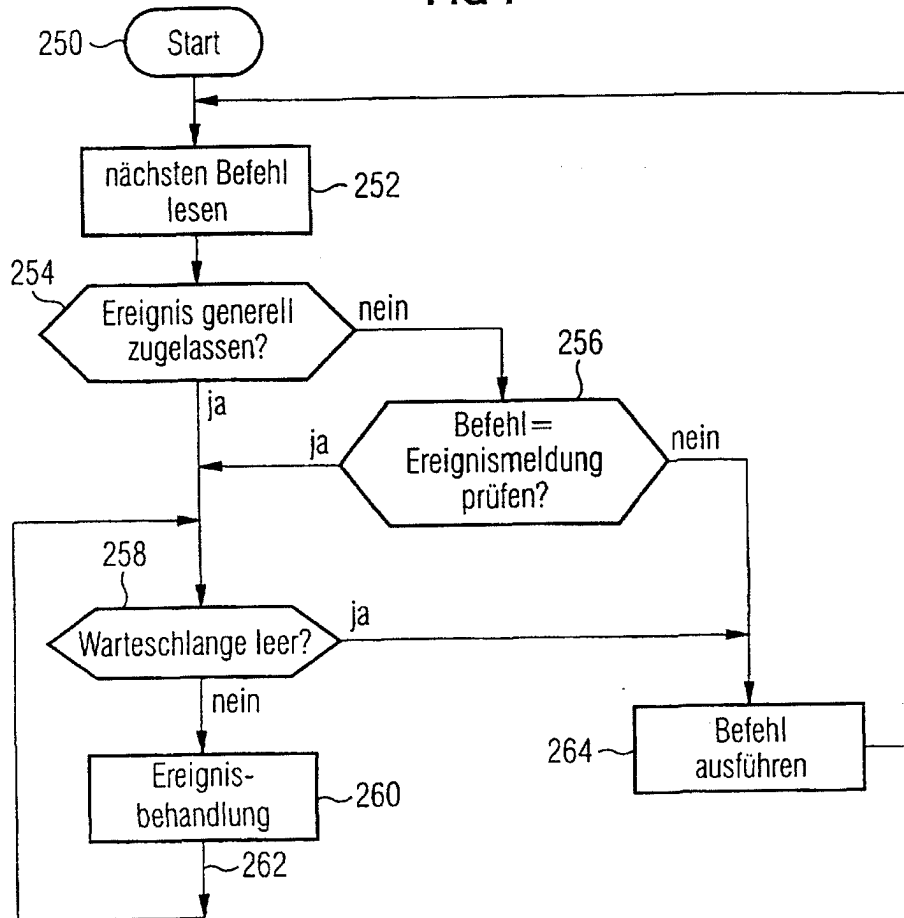 250
Start
nächsten Befehl
lesen
252
254
Ereignis generell
zugelassen?
nein
ja
256
Befehl=
Ereignismeldung
prüfen?
ja
nein
258
Warteschlange leer?
ja
nein
Ereignis-
behandlung
260
262
264
Befehl
ausführen